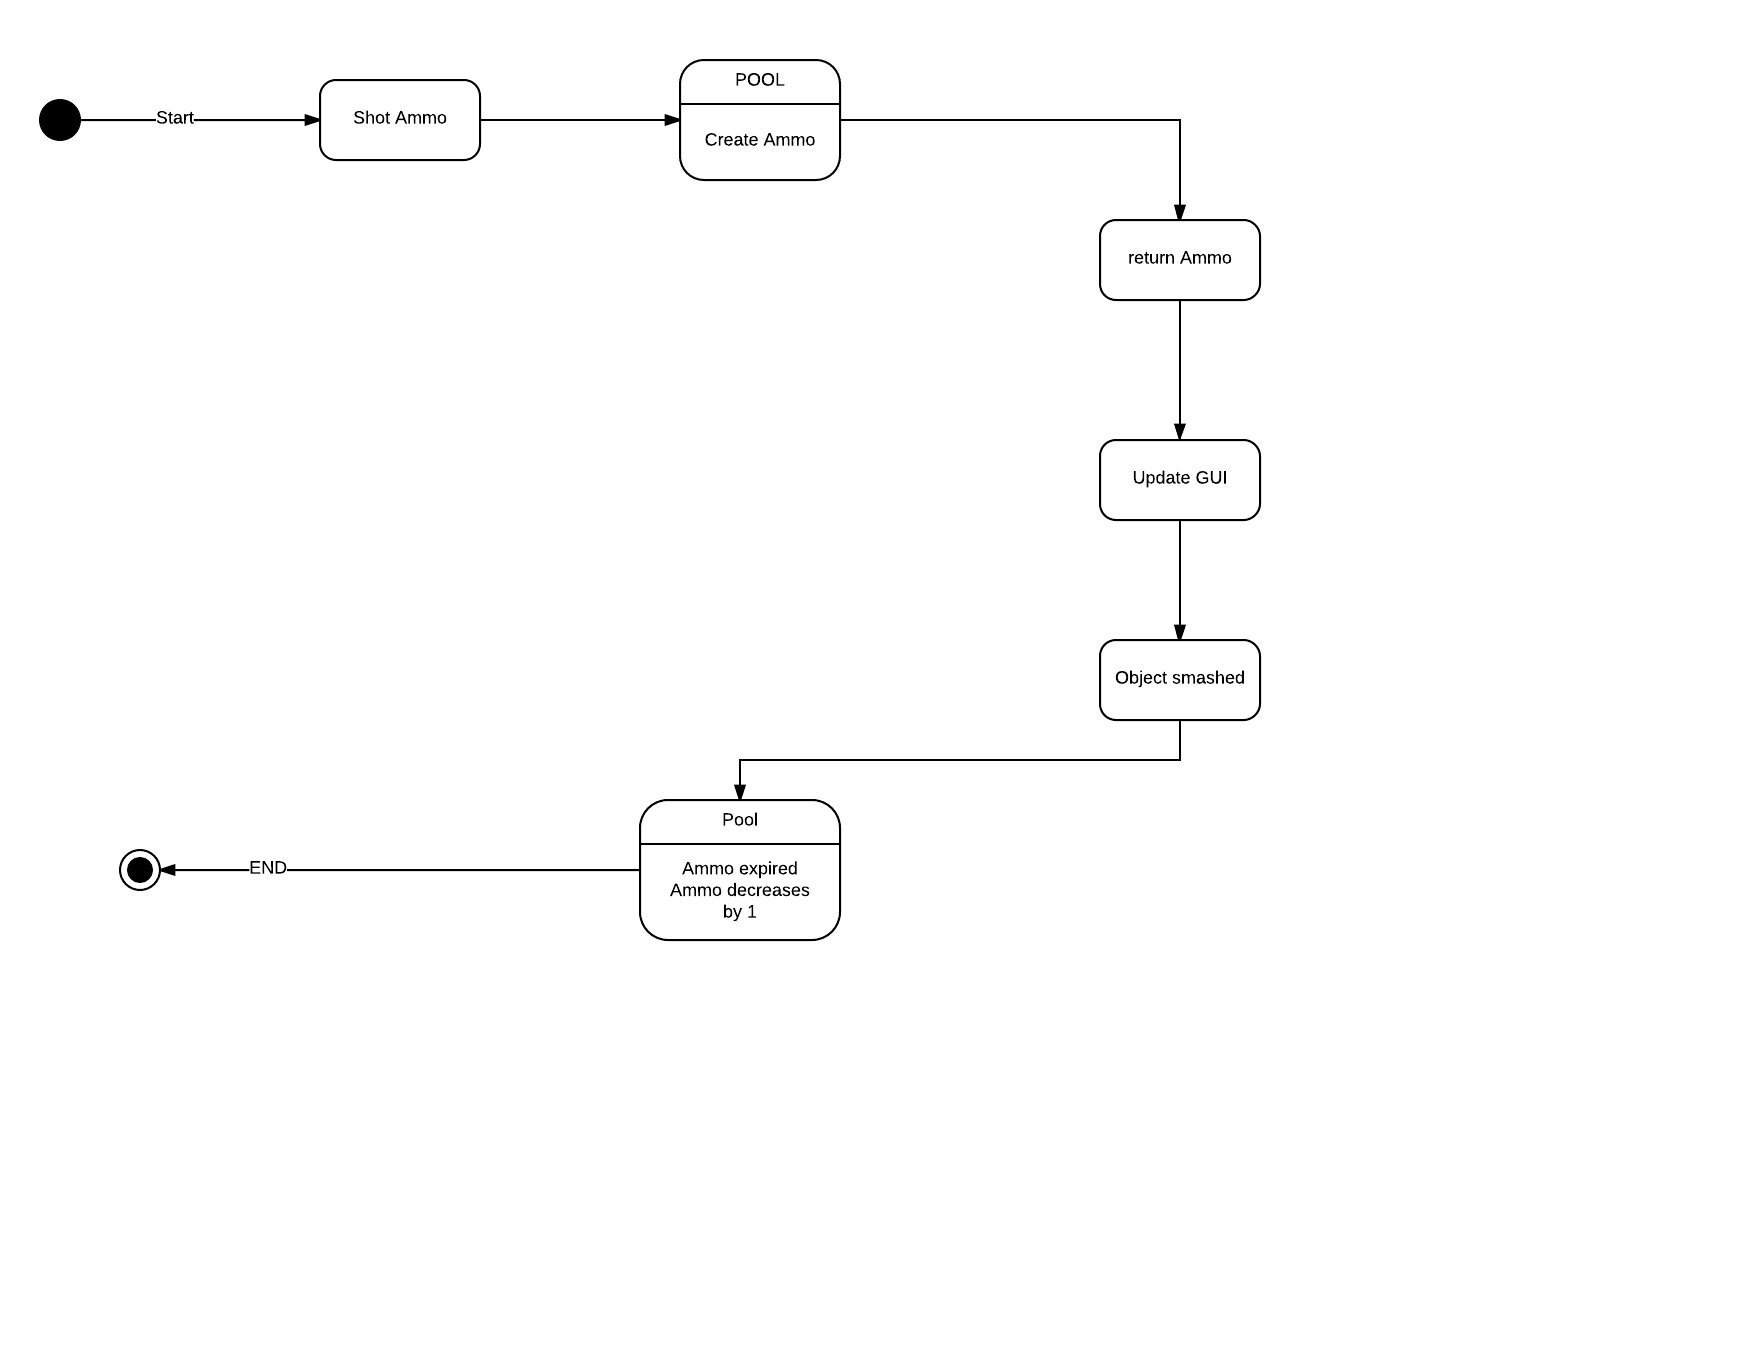 Start
Shot Ammo
POOL
Create Ammo
return Ammo
Update GUI
Object smashed
Pool
Ammo expired
Ammo decreases
by 1
END